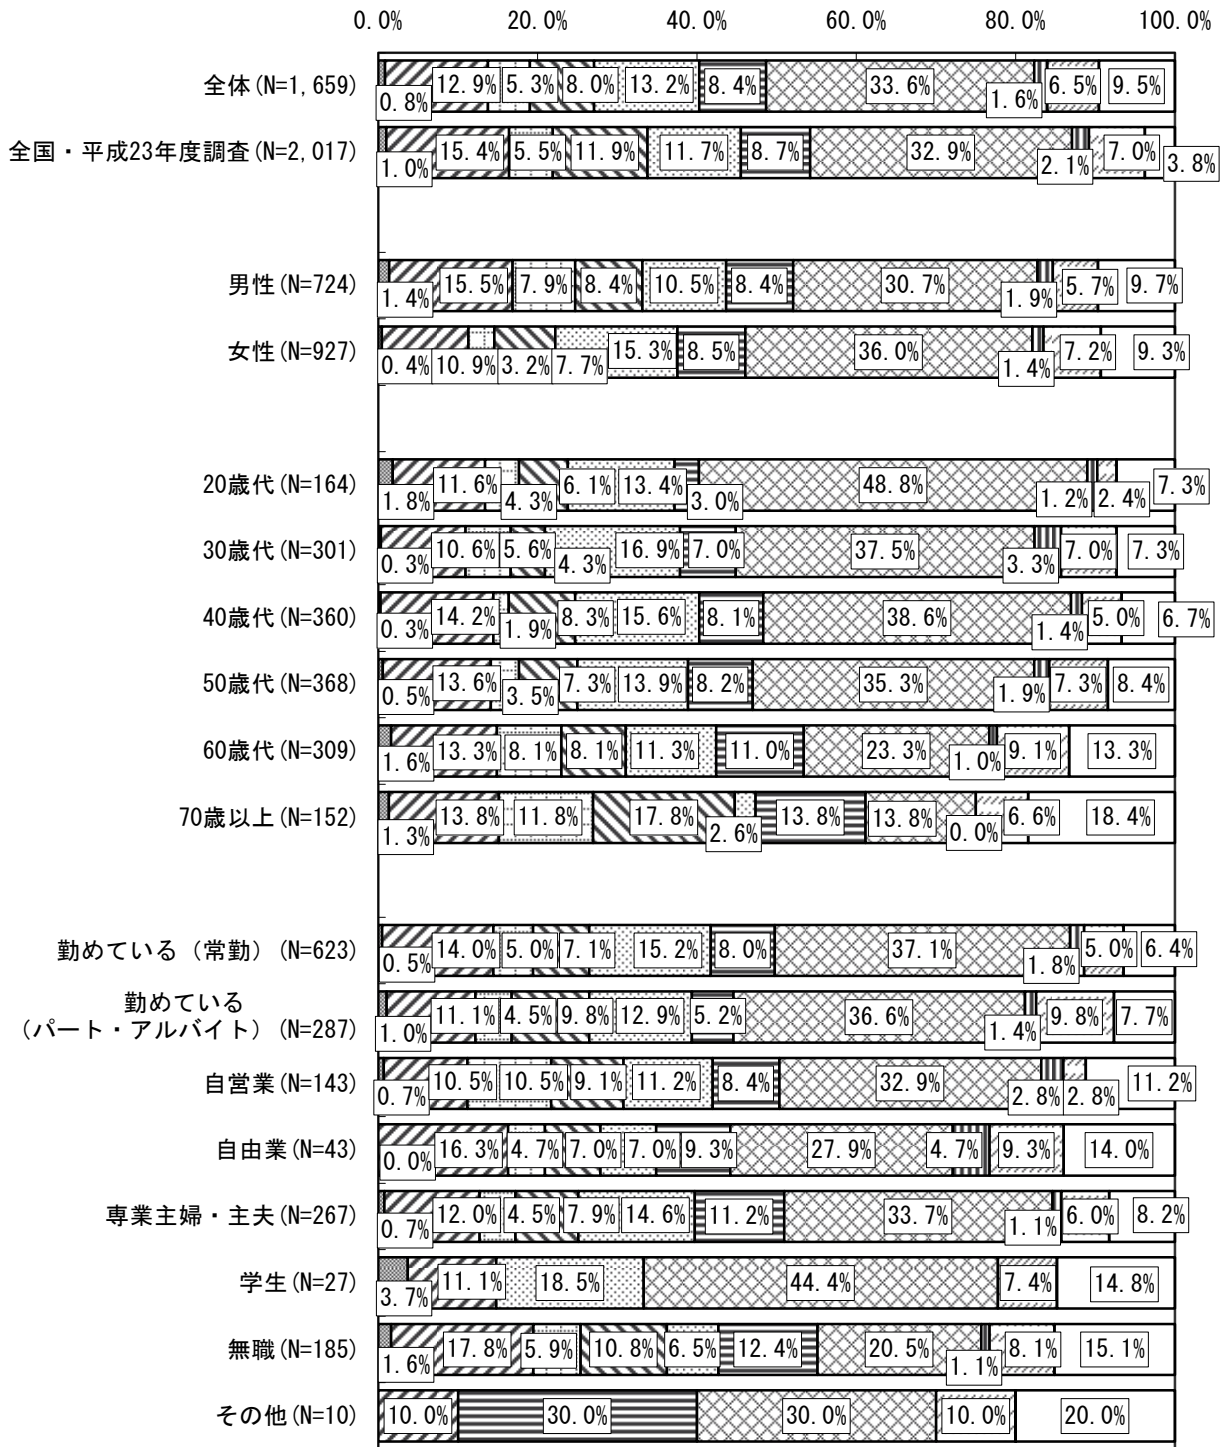 0.0% 20.0% 40.0% 60.0% 80.0% 100.0%
全体(N=1,659) 0.8% 12.9% 5.3% 8.0% 13.2% 8.4% 33.6% 1.6% 6.5% 9.5%
全国・平成23年度調査(N=2,017) 1.0% 15.4% 5.5% 11.9% 11.7% 8.7% 32.9% 2.1% 7.0% 3.8%
男性(N=724) 1.4% 15.5% 7.9% 8.4% 10.5% 8.4% 30.7% 1.9% 5.7% 9.7%
女性(N=927) 0.4% 10.9% 3.2% 7.7% 15.3% 8.5% 36.0% 1.4% 7.2% 9.3%
20歳代(N=164) 1.8% 11.6% 4.3% 6.1% 13.4% 3.0% 48.8% 1.2% 2.4% 7.3%
30歳代(N=301) 0.3% 10.6% 5.6% 4.3% 16.9% 7.0% 37.5% 3.3% 7.0% 7.3%
40歳代(N=360) 0.3% 14.2% 1.9% 8.3% 15.6% 8.1% 38.6% 1.4% 5.0% 6.7%
50歳代(N=368) 0.5% 13.6% 3.5% 7.3% 13.9% 8.2% 35.3% 1.9% 7.3% 8.4%
60歳代(N=309) 1.6% 13.3% 8.1% 8.1% 11.3% 11.0% 23.3% 1.0% 9.1% 13.3%
70歳以上(N=152) 1.3% 13.8% 11.8% 17.8% 2.6% 13.8% 13.8% 0.0% 6.6% 18.4%
勤めている（常勤）(N=623) 0.5% 14.0% 5.0% 7.1% 15.2% 8.0% 37.1% 1.8% 5.0% 6.4%
勤めている
（パート・アルバイト）(N=287) 1.0% 11.1% 4.5% 9.8% 12.9% 5.2% 36.6% 1.4% 9.8% 7.7%
自営業(N=143) 0.7% 10.5% 10.5% 9.1% 11.2% 8.4% 32.9% 2.8% 2.8% 11.2%
自由業(N=43) 0.0% 16.3% 4.7% 7.0% 7.0% 9.3% 27.9% 4.7% 9.3% 14.0%
専業主婦・主夫(N=267) 0.7% 12.0% 4.5% 7.9% 14.6% 11.2% 33.7% 1.1% 6.0% 8.2%
学生(N=27) 3.7% 11.1% 18.5% 44.4% 7.4% 14.8%
無職(N=185) 1.6% 17.8% 5.9% 10.8% 6.5% 12.4% 20.5% 1.1% 8.1% 15.1%
その他(N=10) 10.0% 30.0% 30.0% 10.0% 20.0%